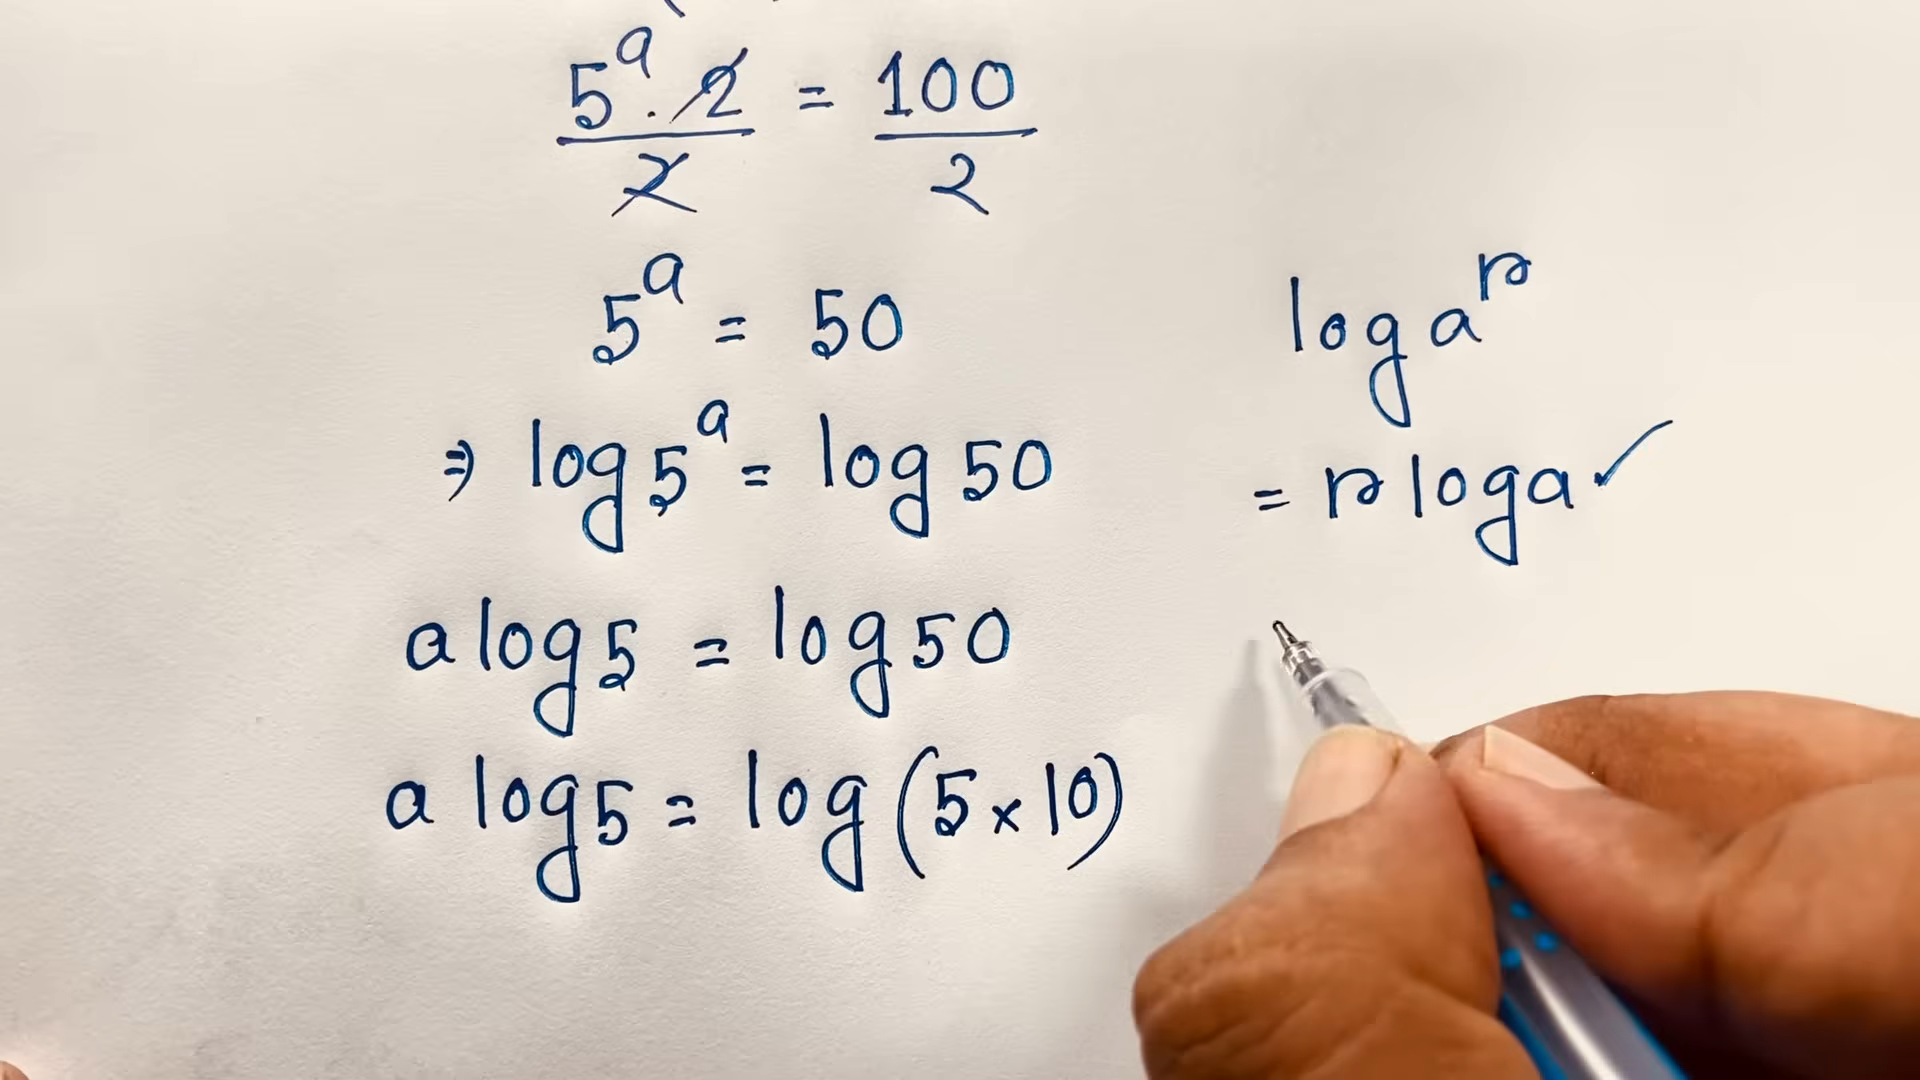 5^a . 2 / 2 = 100 / 2
5^a = 50
⇒ log 5^a = log 50
a log 5 = log 50
a log 5 = log (5 × 10)
log a^n
= n log a ✓